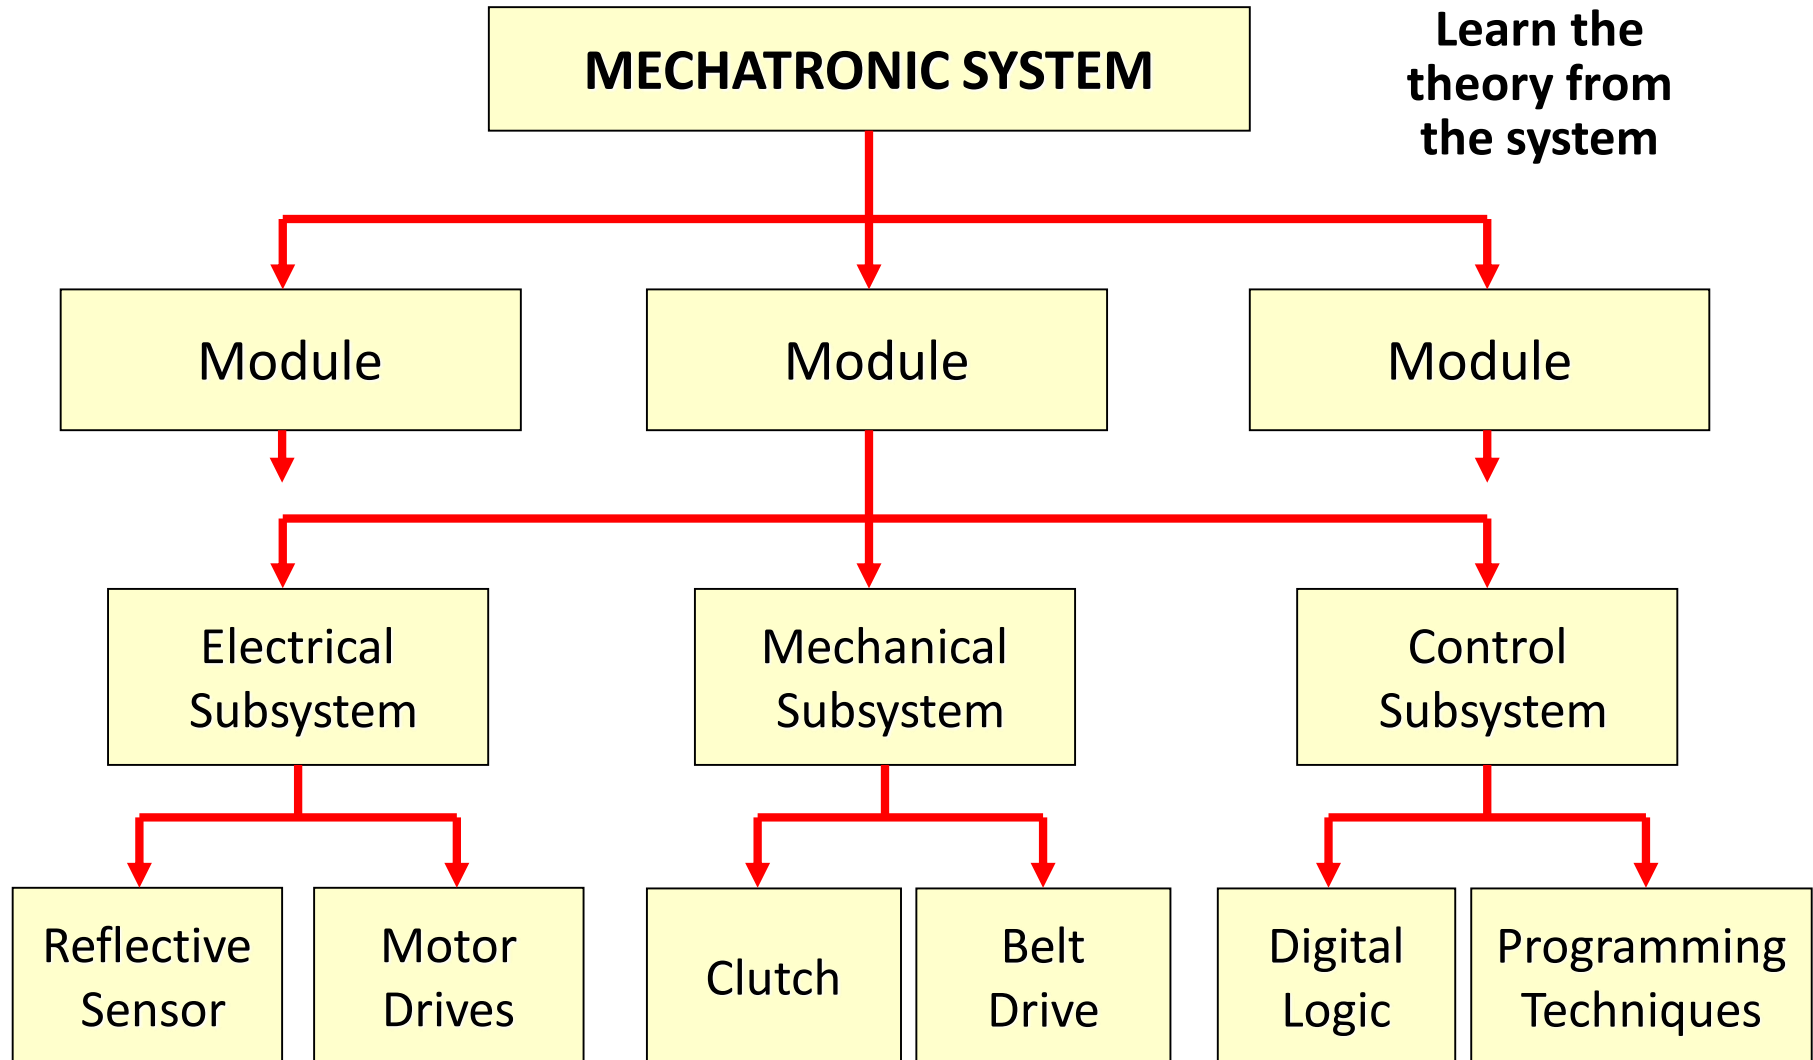 MECHATRONIC SYSTEM
Learn the
theory from
the system
Module
Module
Module
Electrical
Subsystem
Mechanical
Subsystem
Control
Subsystem
Reflective
Sensor
Motor
Drives
Clutch
Belt
Drive
Digital
Logic
Programming
Techniques